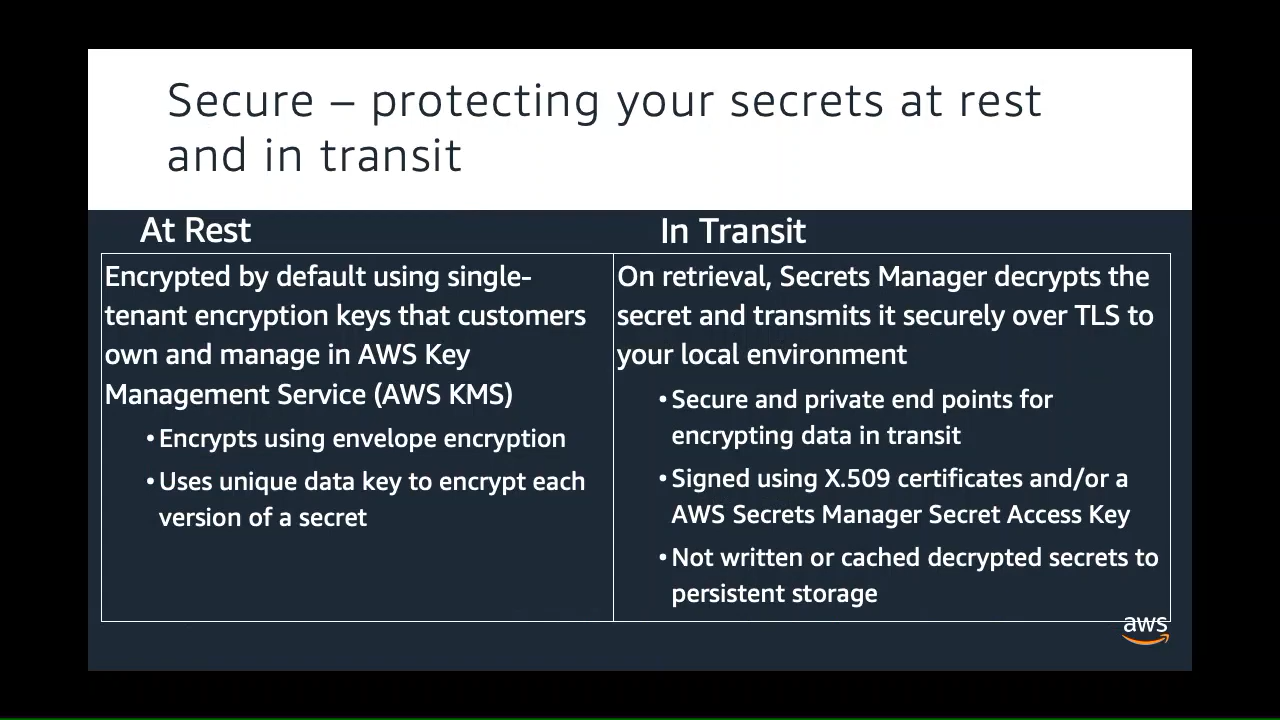 Secure – protecting your secrets at rest
and in transit
At Rest
Encrypted by default using single-
tenant encryption keys that customers
own and manage in AWS Key
Management Service (AWS KMS)
• Encrypts using envelope encryption
• Uses unique data key to encrypt each
version of a secret
In Transit
On retrieval, Secrets Manager decrypts the
secret and transmits it securely over TLS to
your local environment
• Secure and private end points for
encrypting data in transit
• Signed using X.509 certificates and/or a
AWS Secrets Manager Secret Access Key
• Not written or cached decrypted secrets to
persistent storage
aws